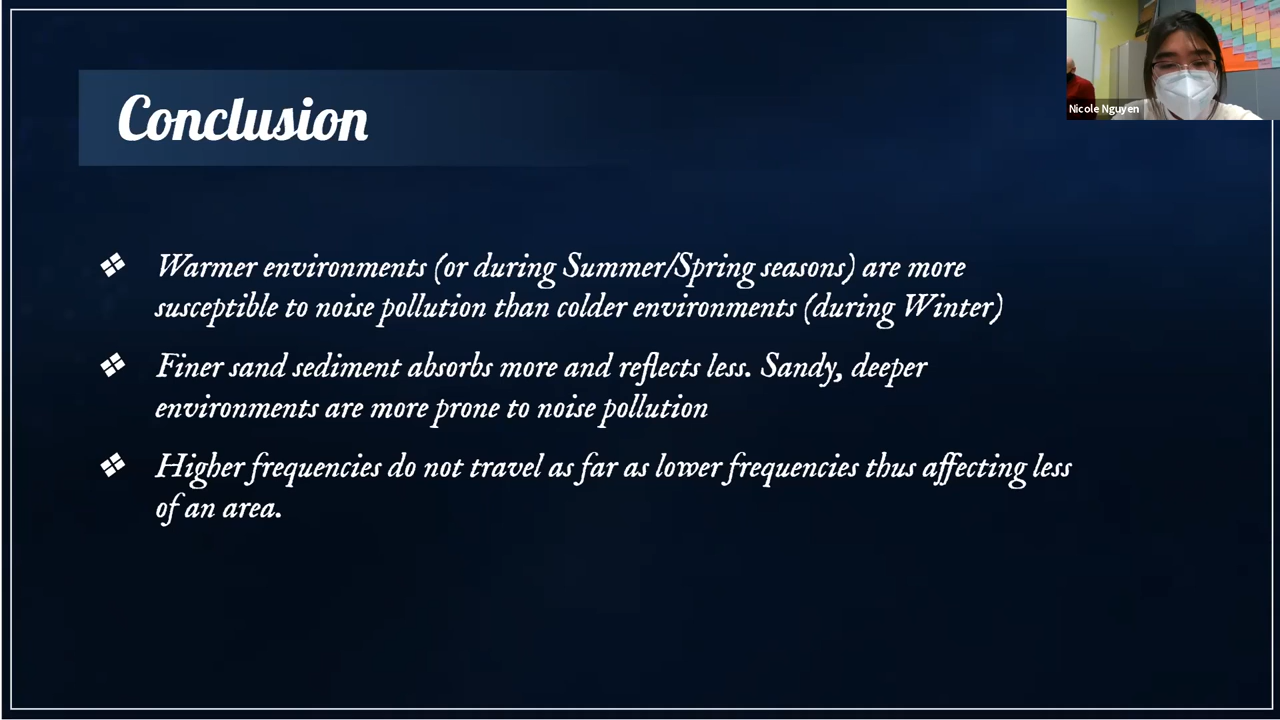 Conclusion
Nicole Nguyen
❖ Warmer environments (or during Summer/Spring seasons) are more
susceptible to noise pollution than colder environments (during Winter)
❖ Finer sand sediment absorbs more and reflects less. Sandy, deeper
environments are more prone to noise pollution
❖ Higher frequencies do not travel as far as lower frequencies thus affecting less
of an area.